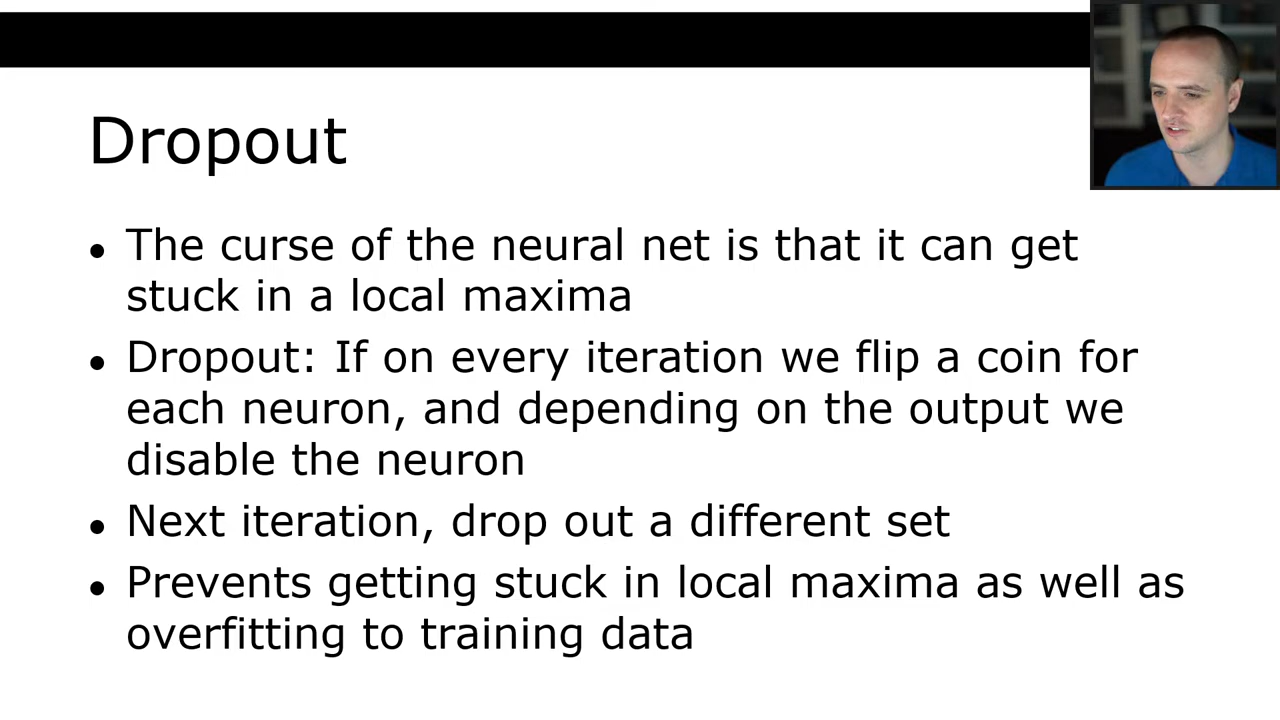 Dropout
• The curse of the neural net is that it can get
stuck in a local maxima
• Dropout: If on every iteration we flip a coin for
each neuron, and depending on the output we
disable the neuron
• Next iteration, drop out a different set
• Prevents getting stuck in local maxima as well as
overfitting to training data